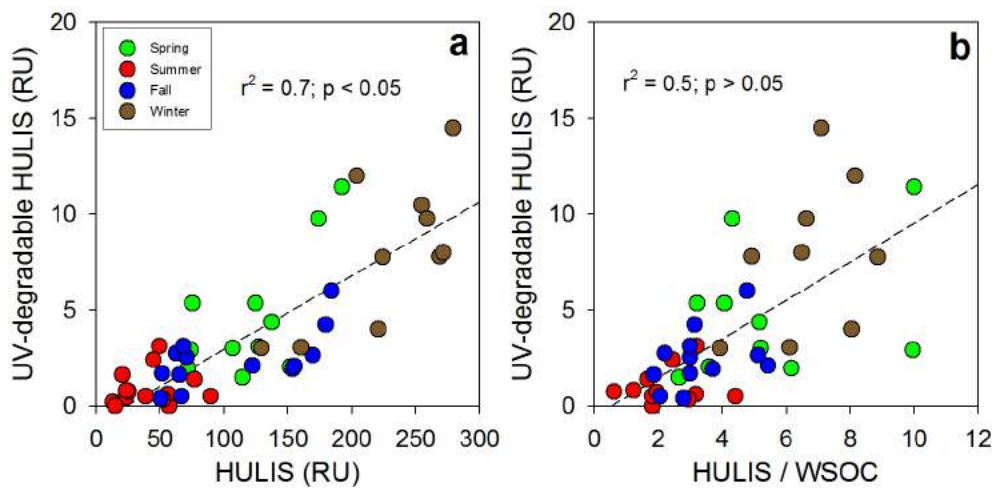 UV-degradable HULIS (RU)
20
15
10
5
0
a
Spring
Summer
Fall
Winter
r² = 0.7; p < 0.05
0 50 100 150 200 250 300
HULIS (RU)
UV-degradable HULIS (RU)
20
15
10
5
0
b
r² = 0.5; p > 0.05
0 2 4 6 8 10 12
HULIS / WSOC